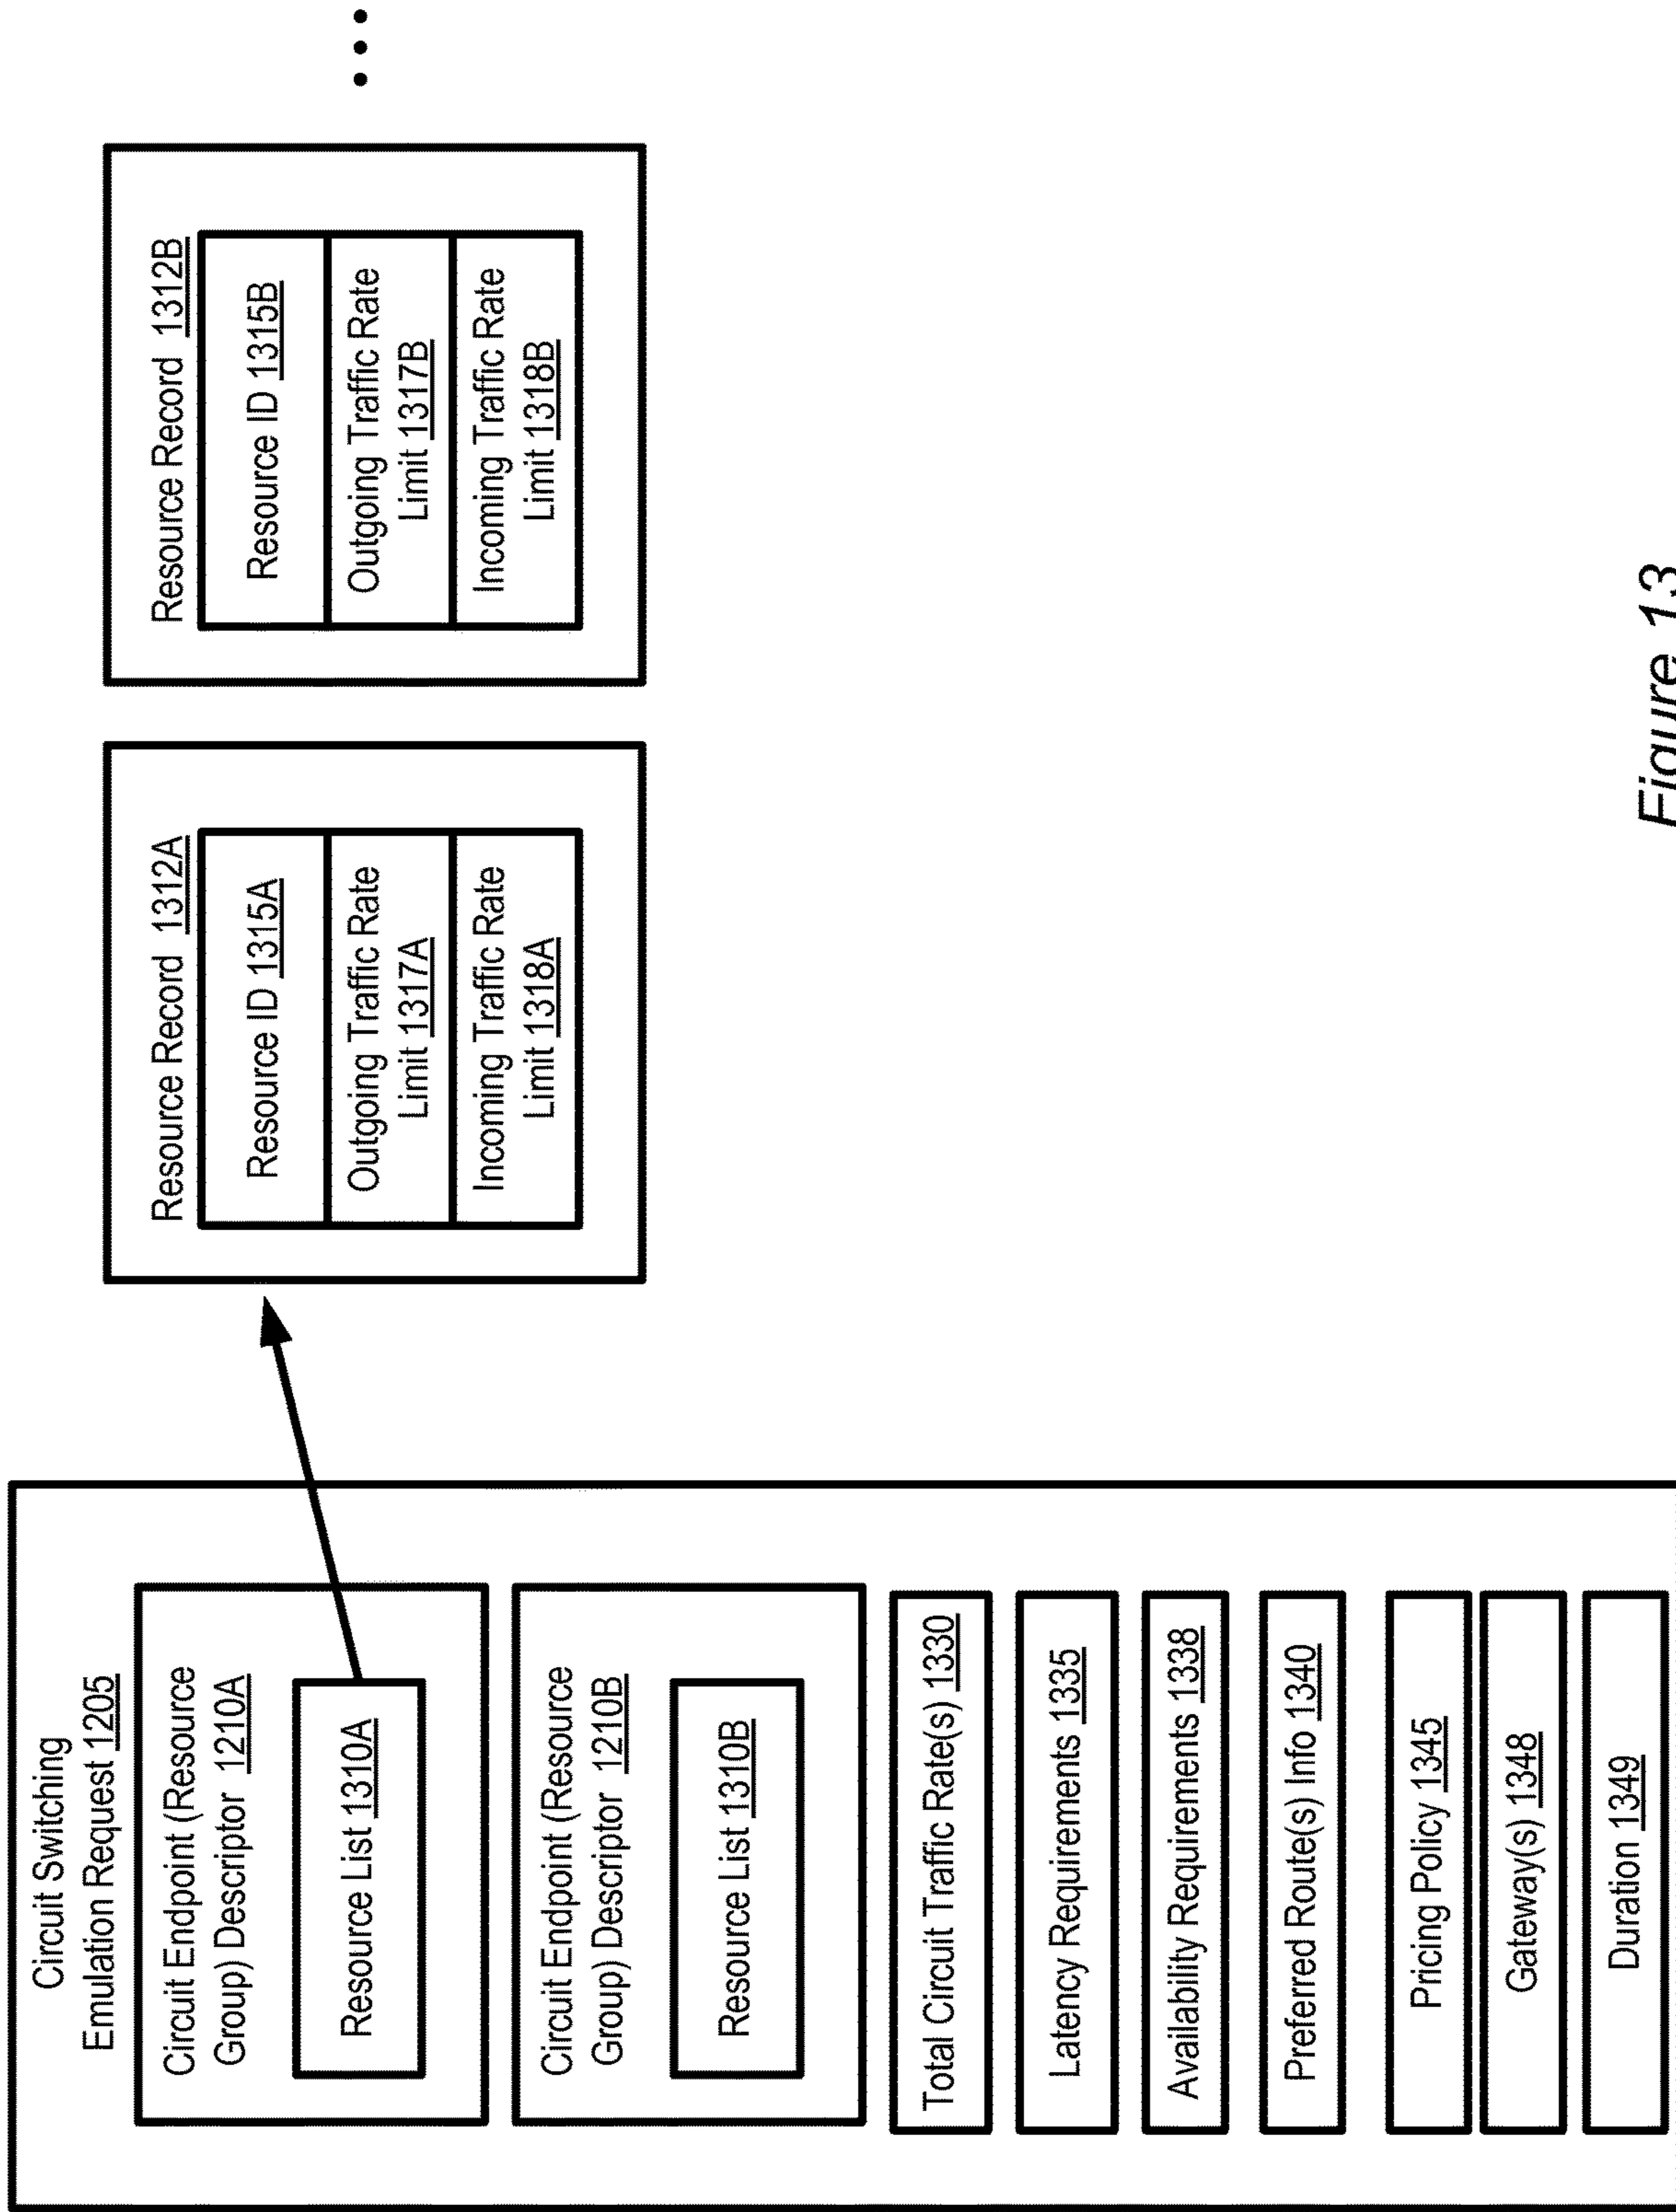 Circuit Switching
Emulation Request 1205
Circuit Endpoint (Resource
Group) Descriptor 1210A
Resource List 1310A
Circuit Endpoint (Resource
Group) Descriptor 1210B
Resource List 1310B
Total Circuit Traffic Rate(s) 1330
Latency Requirements 1335
Availability Requirements 1338
Preferred Route(s) Info 1340
Pricing Policy 1345
Gateway(s) 1348
Duration 1349
Resource Record 1312A
Resource ID 1315A
Outgoing Traffic Rate
Limit 1317A
Incoming Traffic Rate
Limit 1318A
Resource Record 1312B
Resource ID 1315B
Outgoing Traffic Rate
Limit 1317B
Incoming Traffic Rate
Limit 1318B
Figure 13